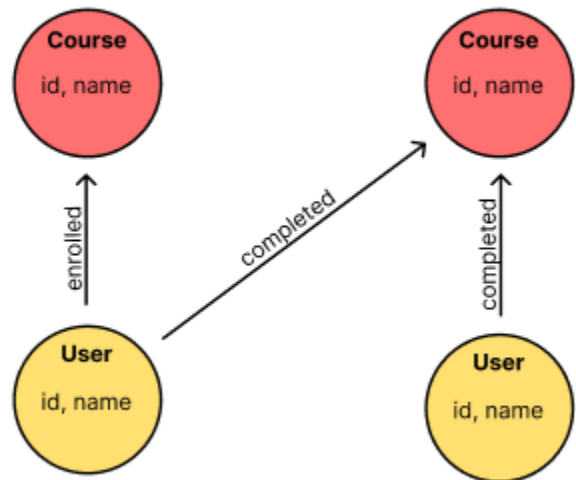 Course
id, name
Course
id, name
enrolled
completed
completed
User
id, name
User
id, name